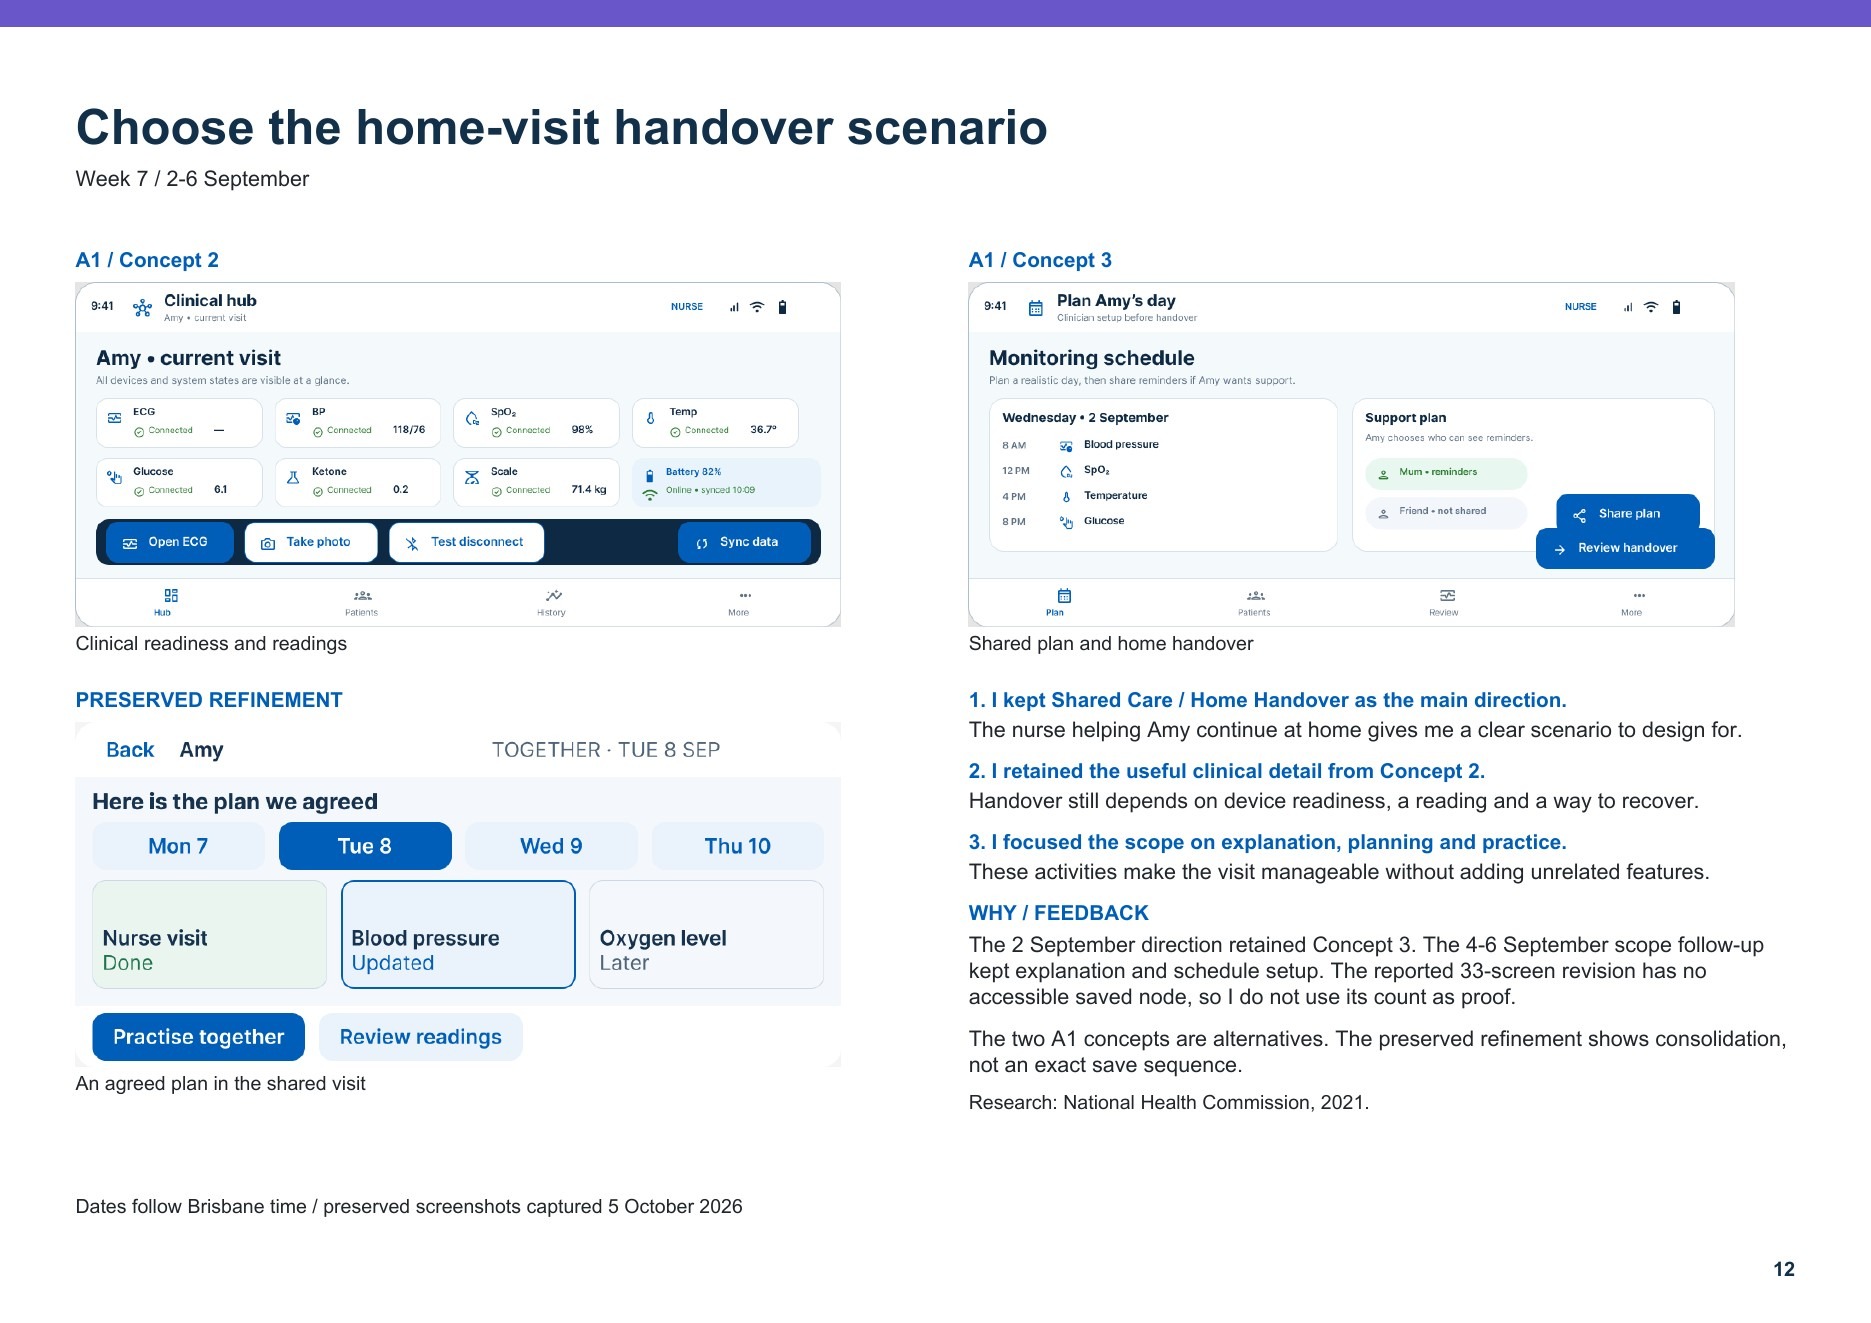 Choose the home-visit handover scenario
Week 7 / 2-6 September
A1 / Concept 2
9:41
Clinical hub
Amy • current visit
NURSE
Amy • current visit
All devices and system states are visible at a glance.
ECG
Connected —
BP
Connected 118/76
SpO₂
Connected 98%
Temp
Connected 36.7°
Glucose
Connected 6.1
Ketone
Connected 0.2
Scale
Connected 71.4 kg
Battery 82%
Online • synced 10:09
Open ECG
Take photo
Test disconnect
Sync data
Hub
Patients
History
More
Clinical readiness and readings
A1 / Concept 3
9:41
Plan Amy’s day
Clinician setup before handover
NURSE
Monitoring schedule
Plan a realistic day, then share reminders if Amy wants support.
Wednesday • 2 September
8 AM Blood pressure
12 PM SpO₂
4 PM Temperature
8 PM Glucose
Support plan
Amy chooses who can see reminders.
Mum • reminders
Friend • not shared
Share plan
Review handover
Plan
Patients
Review
More
Shared plan and home handover
PRESERVED REFINEMENT
Back Amy TOGETHER · TUE 8 SEP
Here is the plan we agreed
Mon 7
Tue 8
Wed 9
Thu 10
Nurse visit
Done
Blood pressure
Updated
Oxygen level
Later
Practise together
Review readings
An agreed plan in the shared visit
1. I kept Shared Care / Home Handover as the main direction.
The nurse helping Amy continue at home gives me a clear scenario to design for.
2. I retained the useful clinical detail from Concept 2.
Handover still depends on device readiness, a reading and a way to recover.
3. I focused the scope on explanation, planning and practice.
These activities make the visit manageable without adding unrelated features.
WHY / FEEDBACK
The 2 September direction retained Concept 3. The 4-6 September scope follow-up
kept explanation and schedule setup. The reported 33-screen revision has no
accessible saved node, so I do not use its count as proof.
The two A1 concepts are alternatives. The preserved refinement shows consolidation,
not an exact save sequence.
Research: National Health Commission, 2021.
Dates follow Brisbane time / preserved screenshots captured 5 October 2026
12